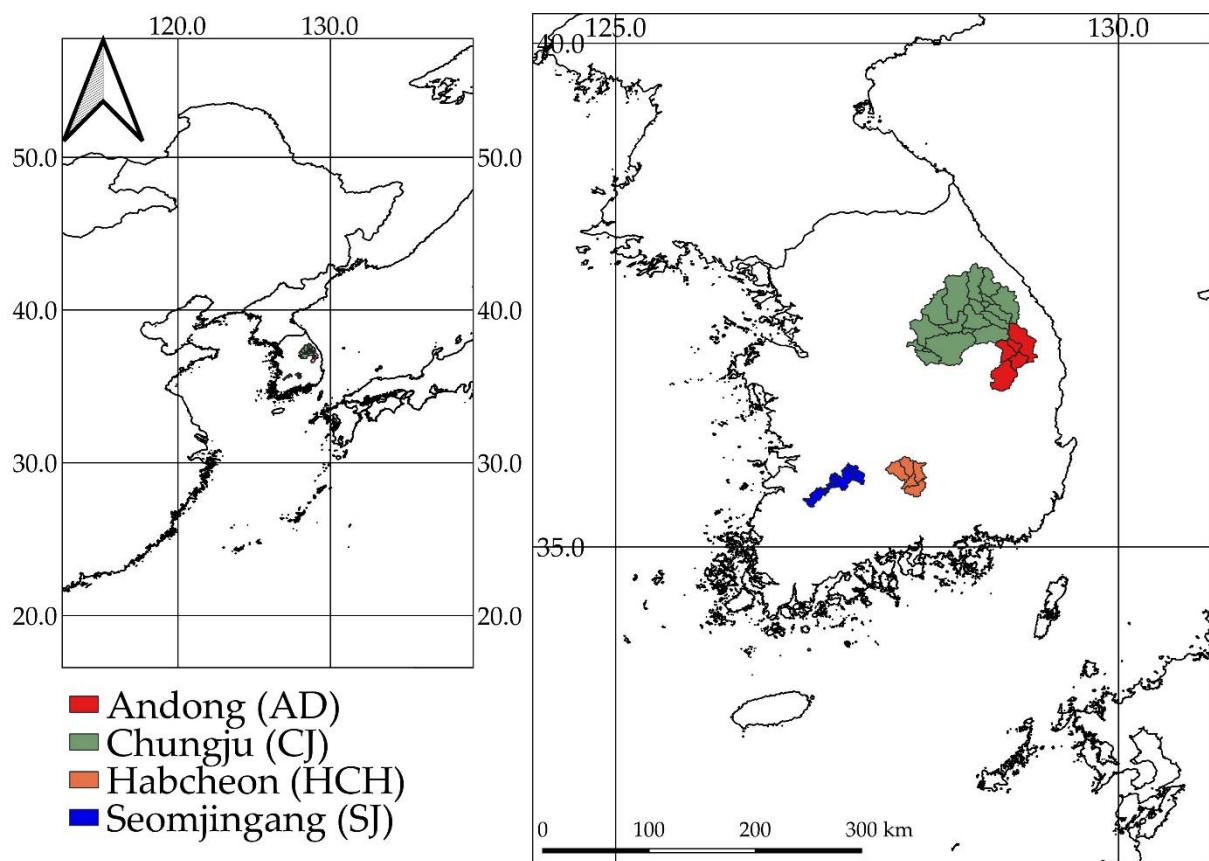 120.0 130.0
50.0 50.0
40.0 40.0
30.0 30.0
20.0 20.0
Andong (AD)
Chungju (CJ)
Habcheon (HCH)
Seomjingang (SJ)
125.0 130.0
40.0
35.0
0 100 200 300 km